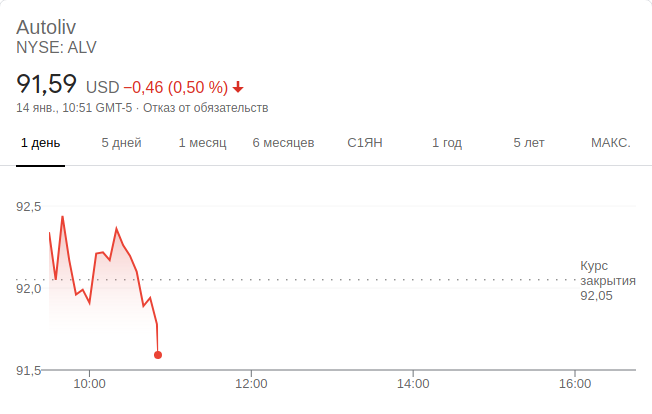 Autoliv
NYSE: ALV
91,59 USD −0,46 (0,50 %)
14 янв., 10:51 GMT-5 · Отказ от обязательств
1 день 5 дней 1 месяц 6 месяцев С1ЯН 1 год 5 лет МАКС.
92,5
Курс
закрытия
92,05
92,0
91,5
10:00 12:00 14:00 16:00